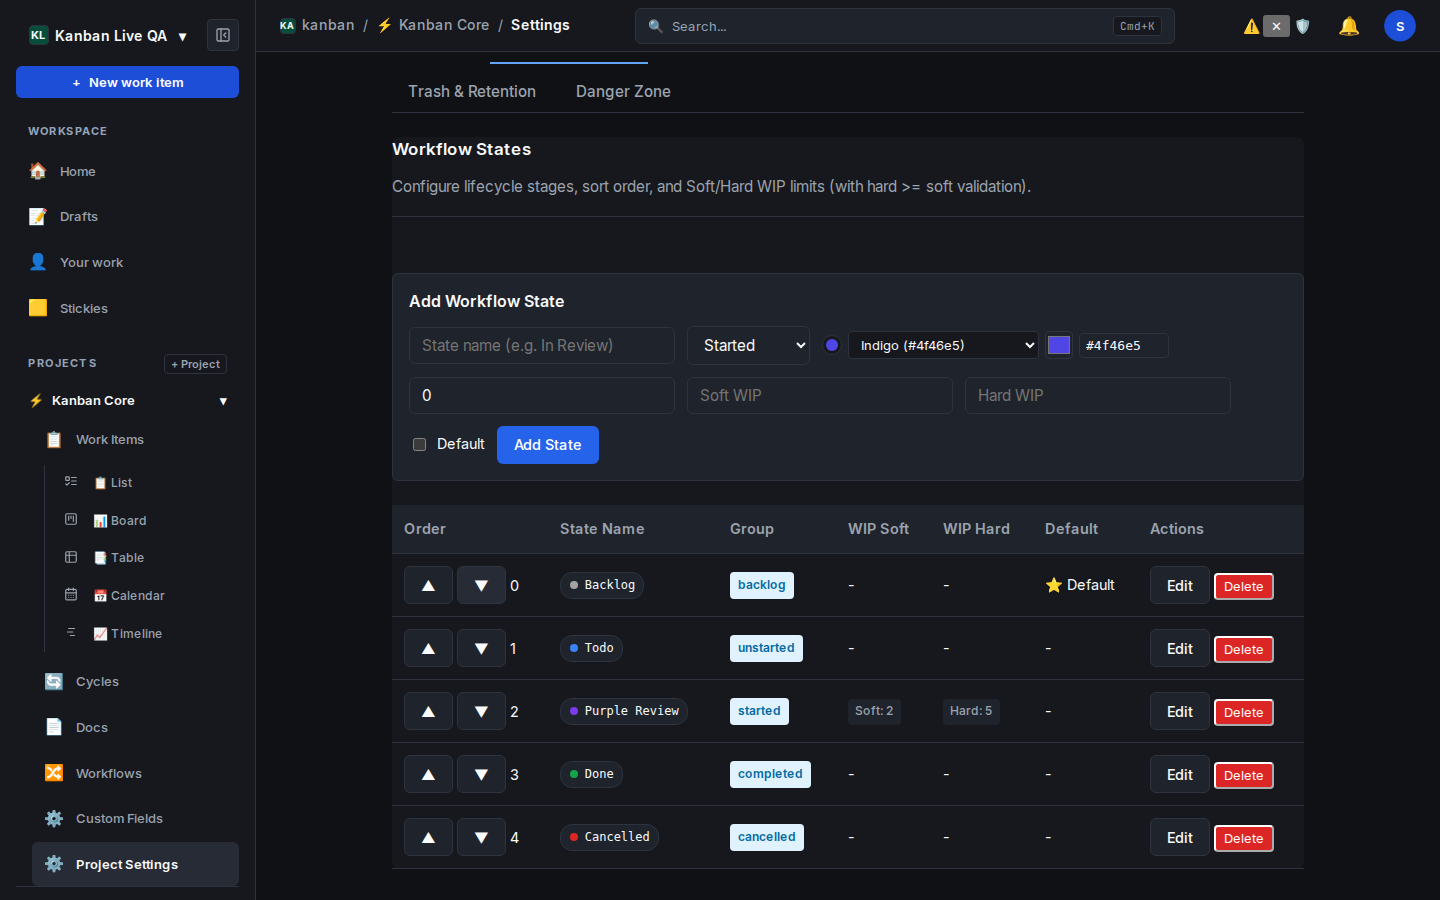 KL Kanban Live QA ▼
+ New work item
WORKSPACE
Home
Drafts
Your work
Stickies
PROJECTS
+ Project
Kanban Core ▼
Work Items
List
Board
Table
Calendar
Timeline
Cycles
Docs
Workflows
Custom Fields
Project Settings
KA kanban / ⚡ Kanban Core / Settings
Search...
Cmd+K
S
Trash & Retention
Danger Zone
Workflow States
Configure lifecycle stages, sort order, and Soft/Hard WIP limits (with hard >= soft validation).
Add Workflow State
State name (e.g. In Review)
Started
Indigo (#4f46e5)
#4f46e5
0
Soft WIP
Hard WIP
Default
Add State
Order State Name Group WIP Soft WIP Hard Default Actions
▲ ▼ 0 Backlog backlog - - ⭐ Default Edit Delete
▲ ▼ 1 Todo unstarted - - - Edit Delete
▲ ▼ 2 Purple Review started Soft: 2 Hard: 5 - Edit Delete
▲ ▼ 3 Done completed - - - Edit Delete
▲ ▼ 4 Cancelled cancelled - - - Edit Delete